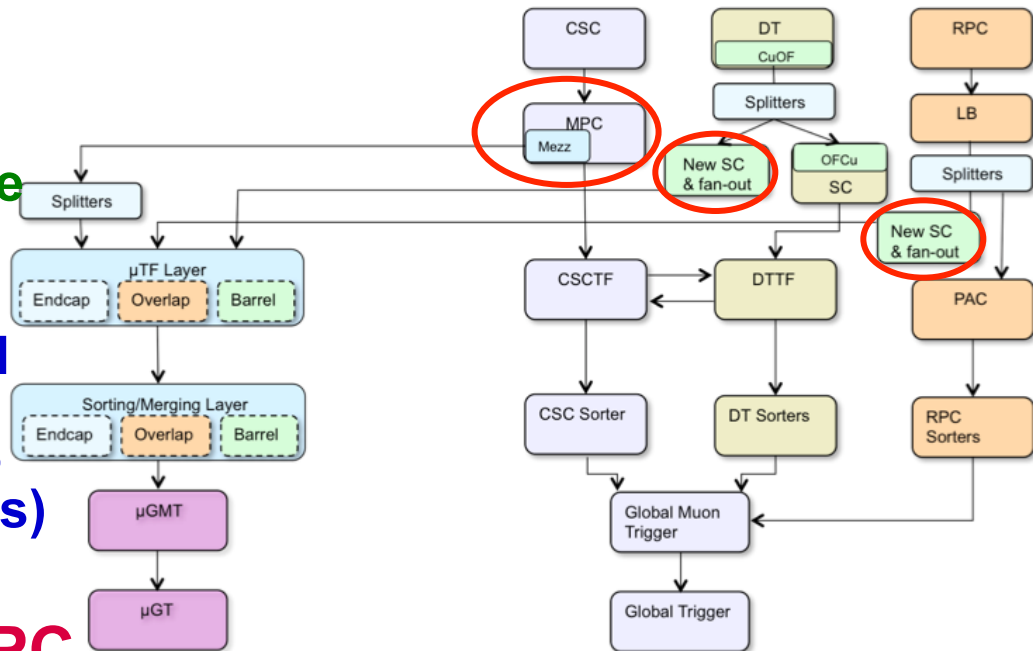 CSC
DT
CuOF
RPC
MPC
Mezz
Splitters
LB
e
New SC
& fan-out
OFCu
SC
Splitters
Splitters
New SC
& fan-out
µTF Layer
Endcap
Overlap
Barrel
CSCTF
DTTF
PAC
Sorting/Merging Layer
Endcap
Overlap
Barrel
CSC Sorter
DT Sorters
RPC
Sorters
s)
µGMT
Global Muon
Trigger
µGT
Global Trigger
RPC